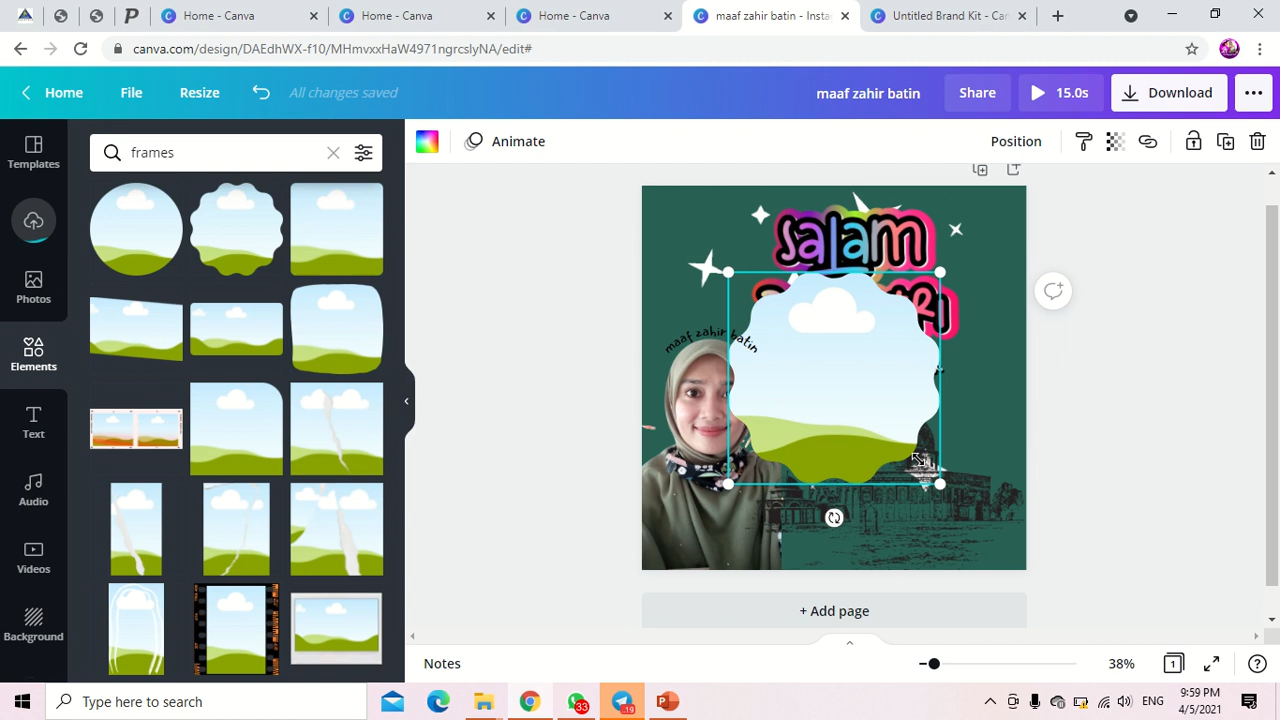 Home - Canva
Home - Canva
Home - Canva
maaf zahir batin - Insta
Untitled Brand Kit - Can
canva.com/design/DAEdhWX-f10/MHmvxxHaW4971ngrcslyNA/edit#
Home
File
Resize
All changes saved
maaf zahir batin
Share
15.0s
Download
Templates
frames
Animate
Position
Photos
Elements
Text
Audio
Videos
Background
salam
maaf zahir batin
+ Add page
Notes
38%
1
Type here to search
33
19
ENG
9:59 PM
4/5/2021